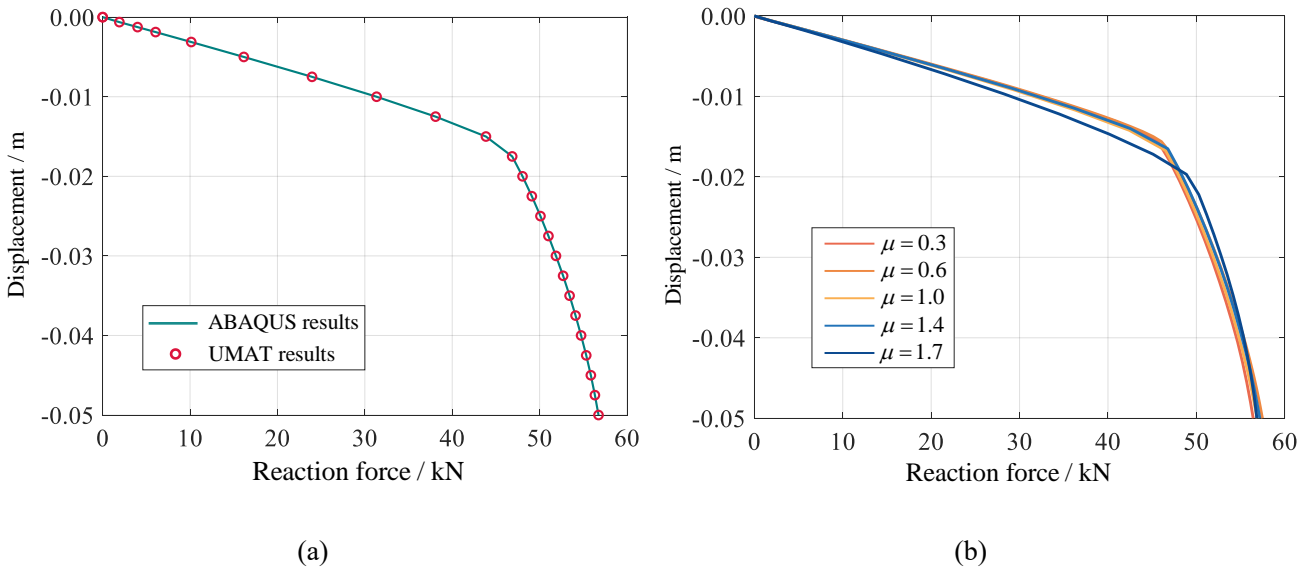 0.00
-0.01
-0.02
-0.03
-0.04
-0.05
0 10 20 30 40 50 60
Displacement / m
Reaction force / kN
ABAQUS results
UMAT results
(a)
0.00
-0.01
-0.02
-0.03
-0.04
-0.05
0 10 20 30 40 50 60
Displacement / m
Reaction force / kN
μ = 0.3
μ = 0.6
μ = 1.0
μ = 1.4
μ = 1.7
(b)